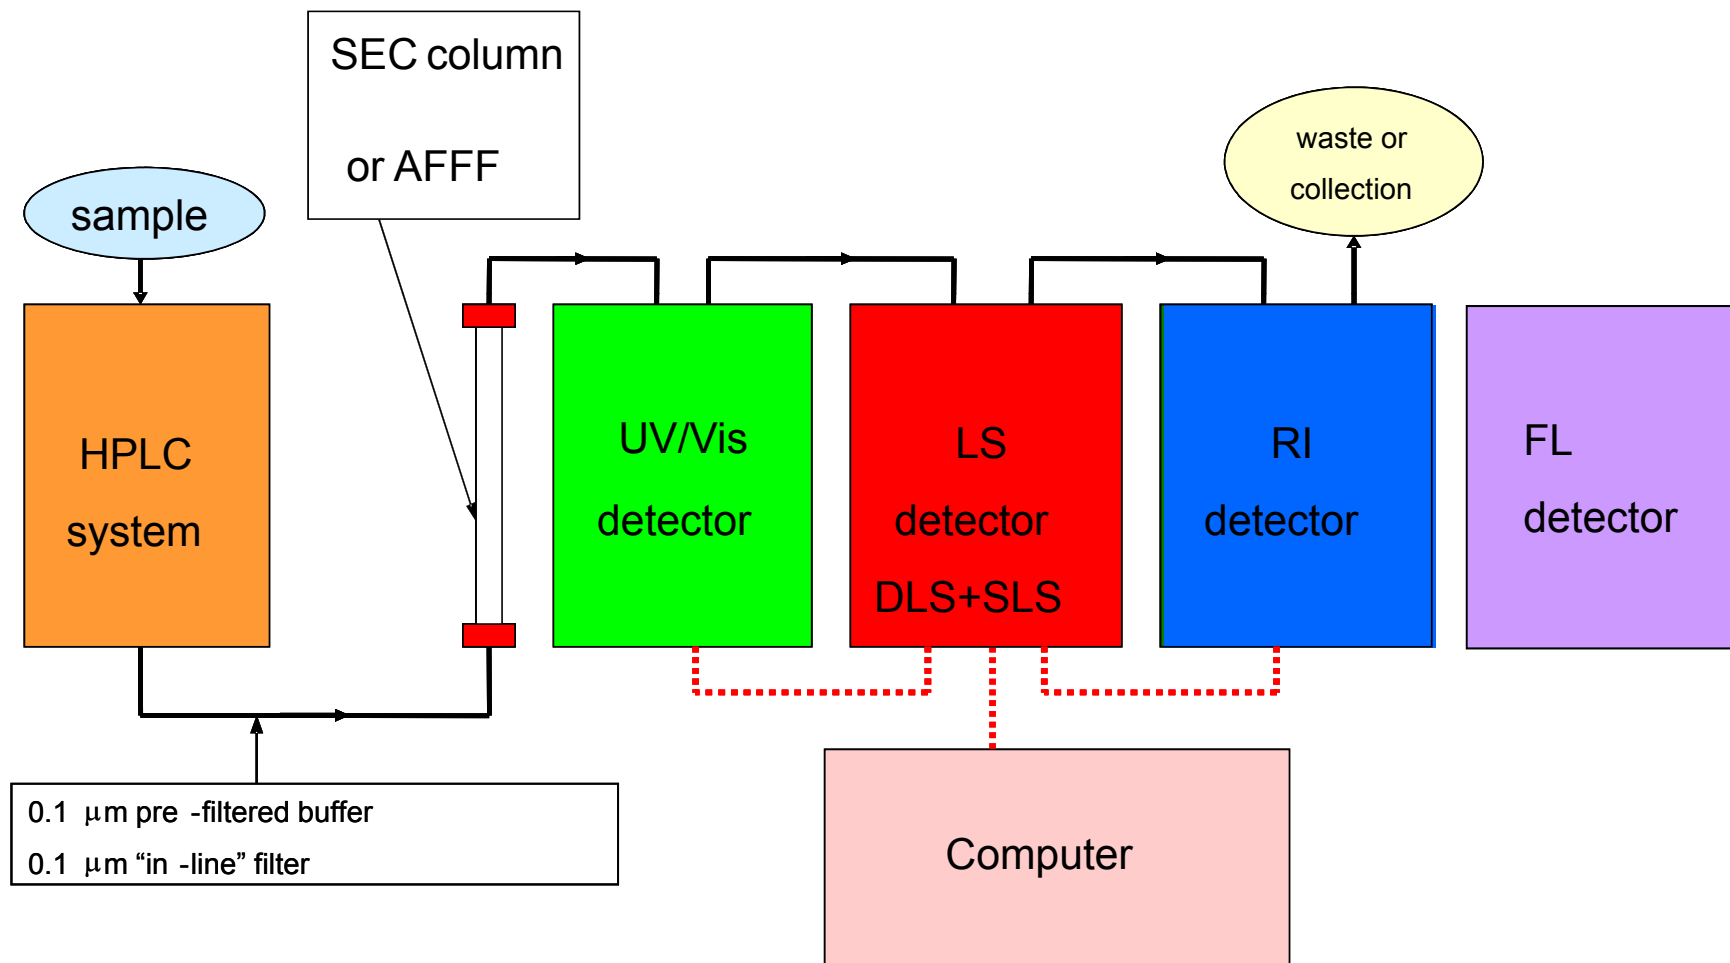 SEC column
or AFFF
sample
waste or
collection
HPLC
system
UV/Vis
detector
LS
detector
DLS+SLS
RI
detector
FL
detector
0.1 μm pre -filtered buffer
0.1 μm “in -line” filter
Computer